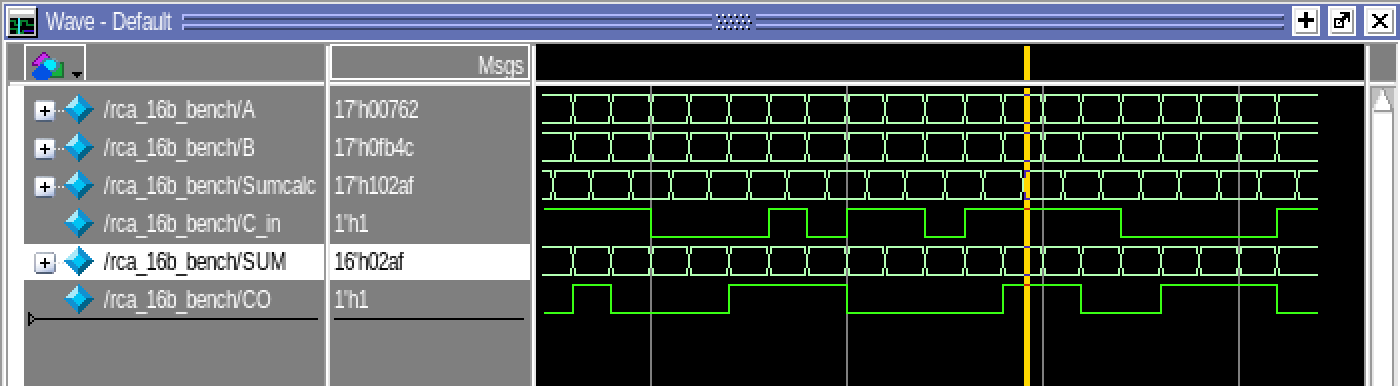 Wave - Default
Msgs
/rca_16b_bench/A 17'h00762
/rca_16b_bench/B 17'h0fb4c
/rca_16b_bench/Sumcalc 17'h102af
/rca_16b_bench/C_in 1'h1
/rca_16b_bench/SUM 16'h02af
/rca_16b_bench/CO 1'h1